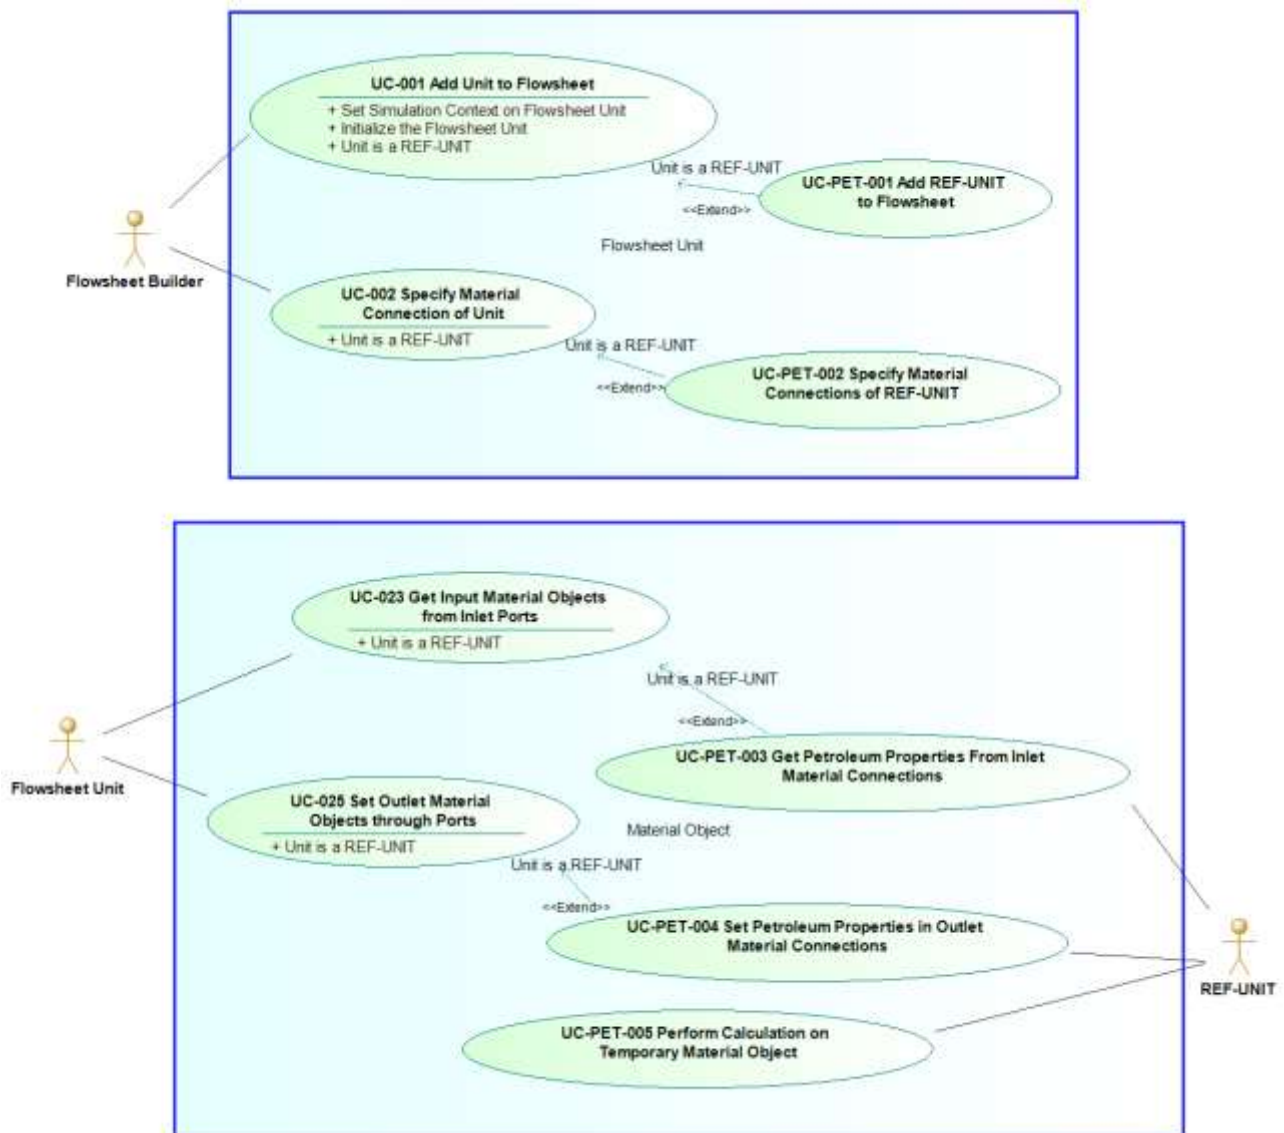 UC-001 Add Unit to Flowsheet
+ Set Simulation Context on Flowsheet Unit
+ Initialize the Flowsheet Unit
+ Unit is a REF-UNIT
Unit is a REF-UNIT
<<Extend>>
UC-PET-001 Add REF-UNIT
to Flowsheet
Flowsheet Unit
Flowsheet Builder
UC-002 Specify Material
Connection of Unit
+ Unit is a REF-UNIT
Unit is a REF-UNIT
<<Extend>>
UC-PET-002 Specify Material
Connections of REF-UNIT
UC-023 Get Input Material Objects
from Inlet Ports
+ Unit is a REF-UNIT
Unit is a REF-UNIT
<<Extend>>
UC-PET-003 Get Petroleum Properties From Inlet
Material Connections
Flowsheet Unit
UC-025 Set Outlet Material
Objects through Ports
+ Unit is a REF-UNIT
Material Object
Unit is a REF-UNIT
<<Extend>>
UC-PET-004 Set Petroleum Properties in Outlet
Material Connections
REF-UNIT
UC-PET-005 Perform Calculation on
Temporary Material Object